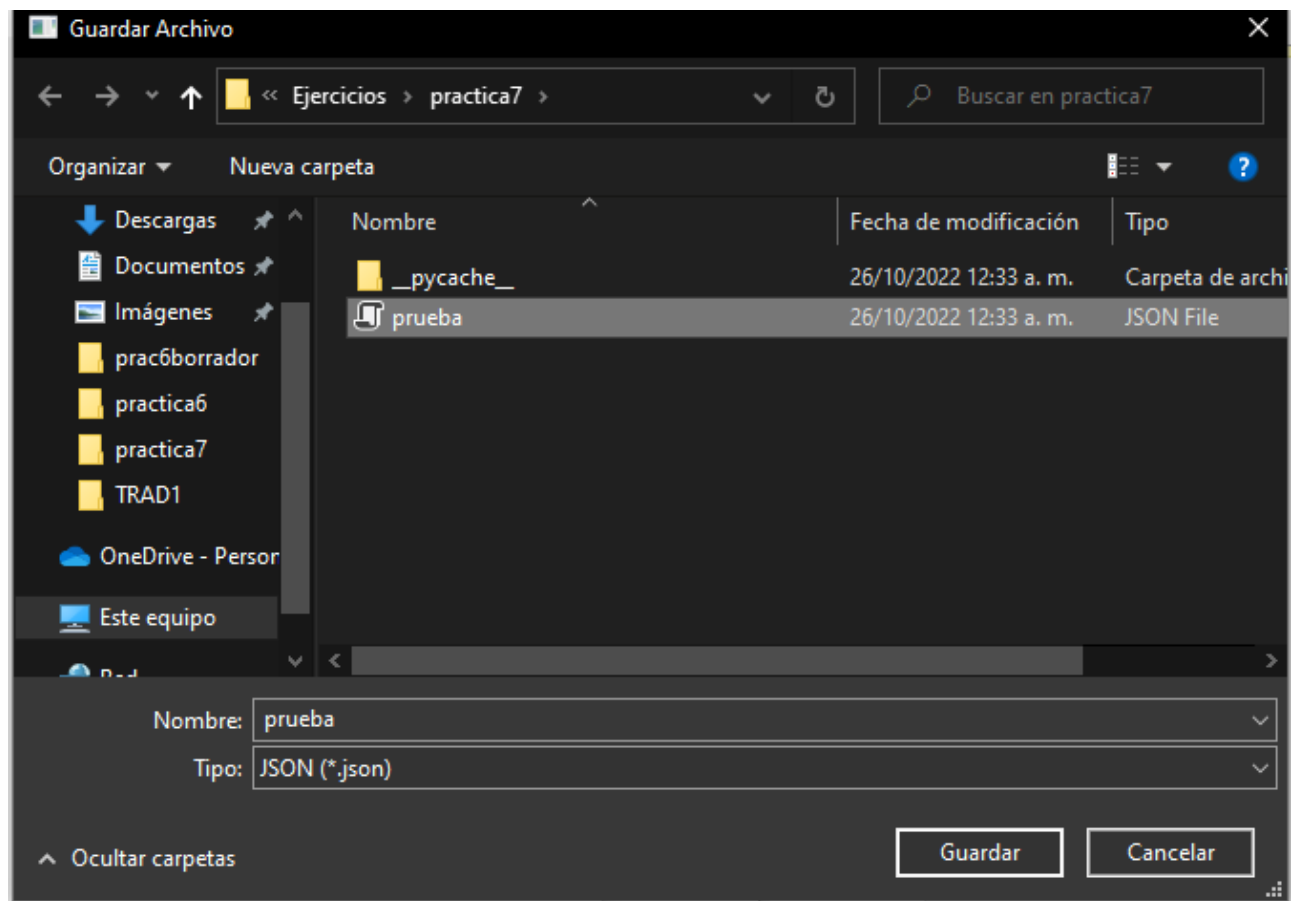 Guardar Archivo
« Ejercicios > practica7 >
Buscar en practica7
Organizar
Nueva carpeta
Descargas
Documentos
Imágenes
prac6borrador
practica6
practica7
TRAD1
OneDrive - Person
Este equipo
Nombre Fecha de modificación Tipo
__pycache__ 26/10/2022 12:33 a. m. Carpeta de archi
prueba 26/10/2022 12:33 a. m. JSON File
Nombre: prueba
Tipo: JSON (*.json)
Ocultar carpetas
Guardar
Cancelar